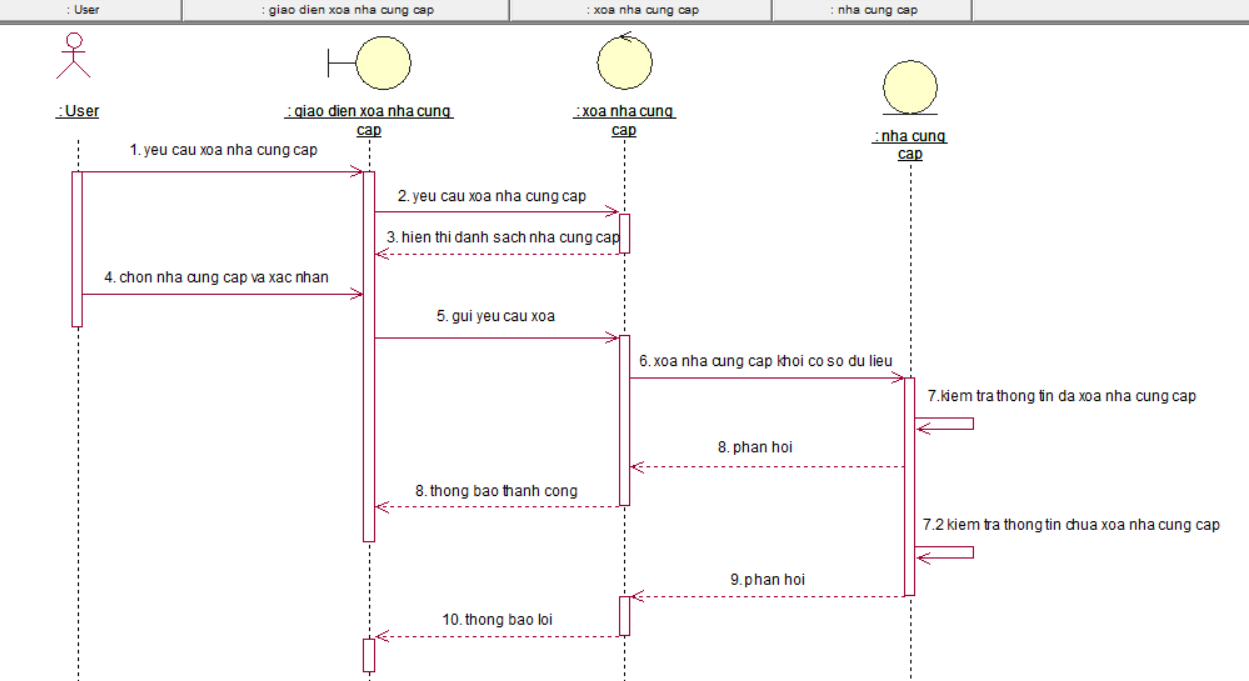 : User
: giao dien xoa nha cung cap
: xoa nha cung cap
: nha cung cap
: User
: giao dien xoa nha cung
cap
: xoa nha cung
cap
: nha cung
cap
1. yeu cau xoa nha cung cap
2. yeu cau xoa nha cung cap
3. hien thi danh sach nha cung cap
4. chon nha cung cap va xac nhan
5. gui yeu cau xoa
6. xoa nha cung cap khoi co so du lieu
7.kiem tra thong tin da xoa nha cung cap
8. phan hoi
8. thong bao thanh cong
7.2 kiem tra thong tin chua xoa nha cung cap
9. phan hoi
10. thong bao loi